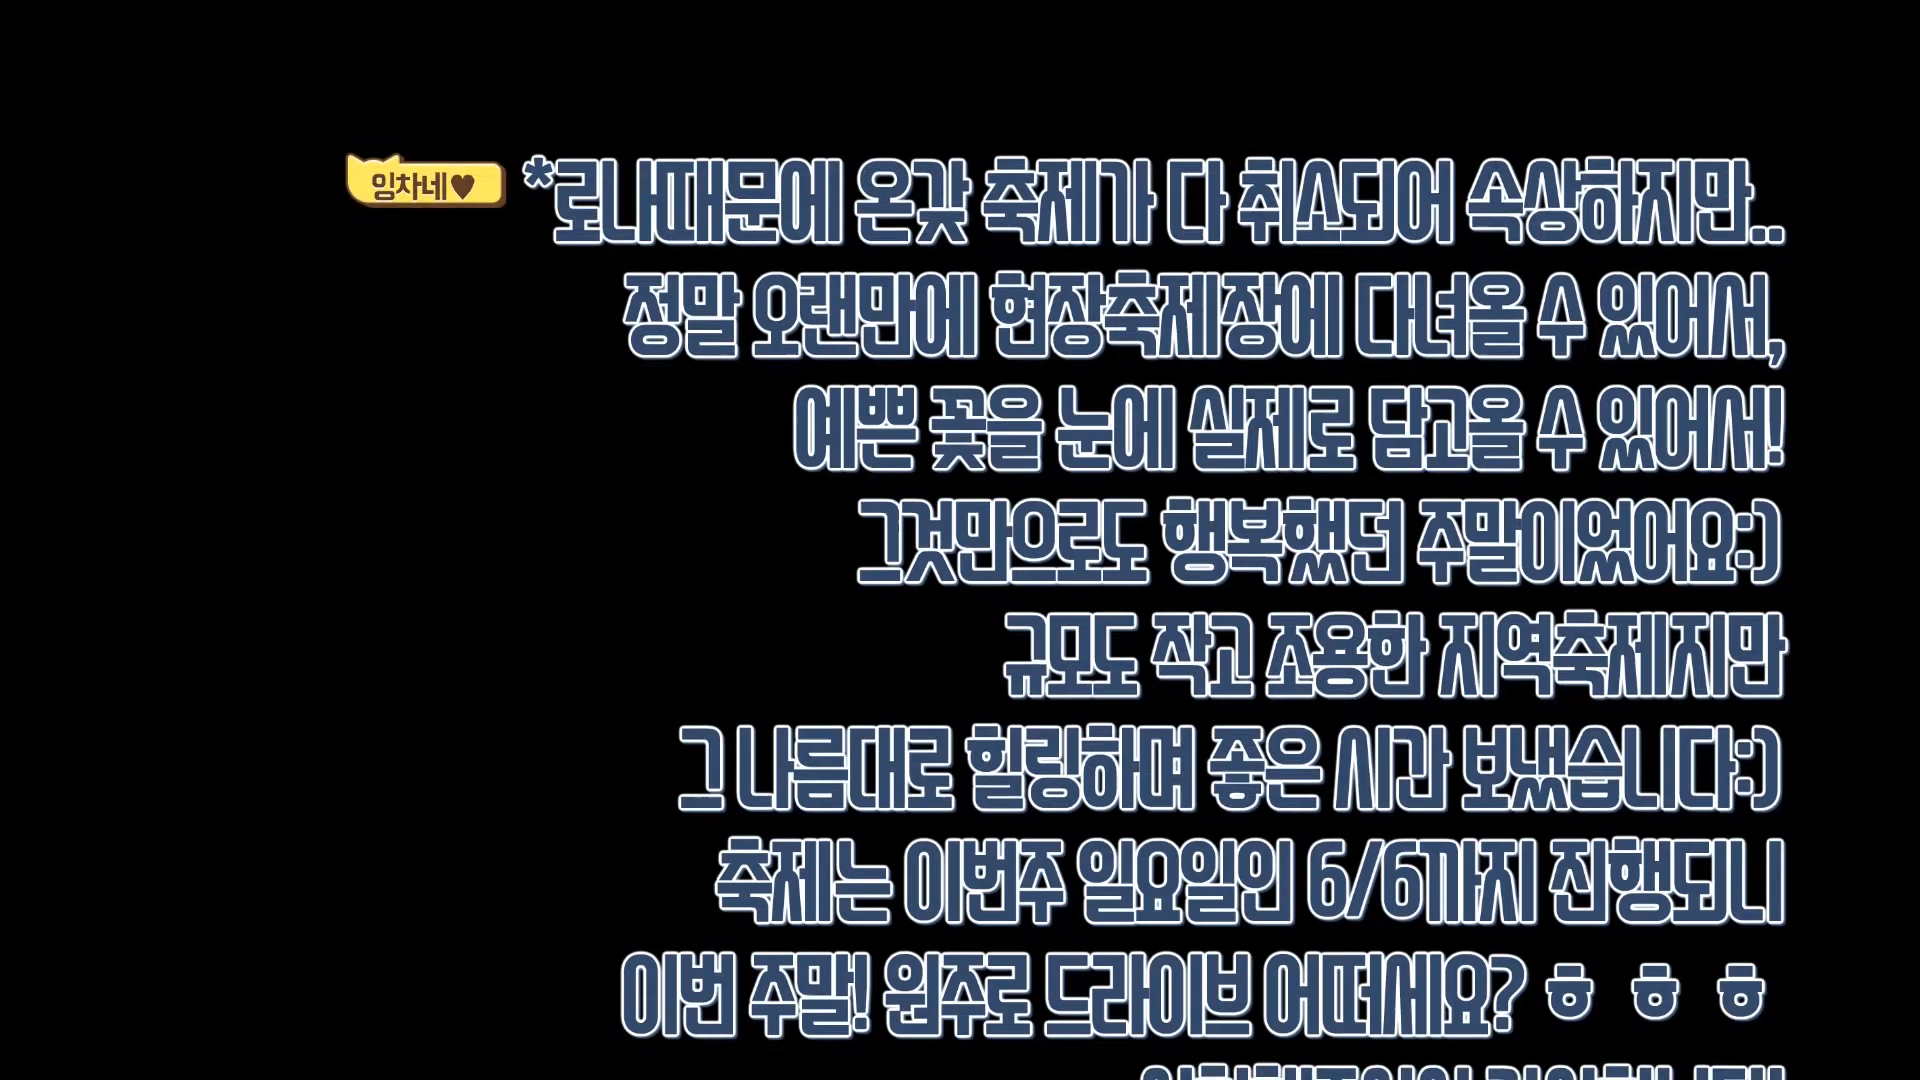 잉차네♥
*로나때문에 온갖 축제가 다 취소되어 속상하지만..
정말 오랜만에 현장축제장에 다녀올 수 있어서,
예쁜 꽃을 눈에 실제로 담고올 수 있어서!
그것만으로도 행복했던 주말이었어요:)
규모도 작고 조용한 지역축제지만
그 나름대로 힐링하며 좋은 시간 보냈습니다:)
축제는 이번주 일요일인 6/6까지 진행되니
이번 주말! 원주로 드라이브 어떠세요? ㅎ ㅎ ㅎ